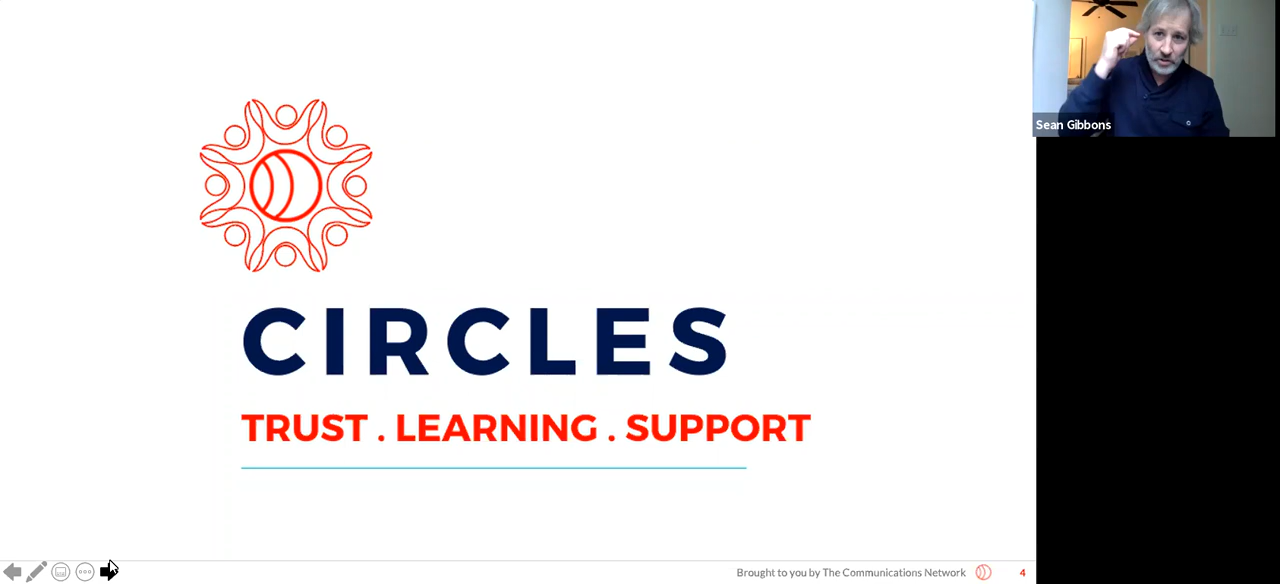 Sean Gibbons
CIRCLES
TRUST . LEARNING . SUPPORT
Brought to you by The Communications Network
4